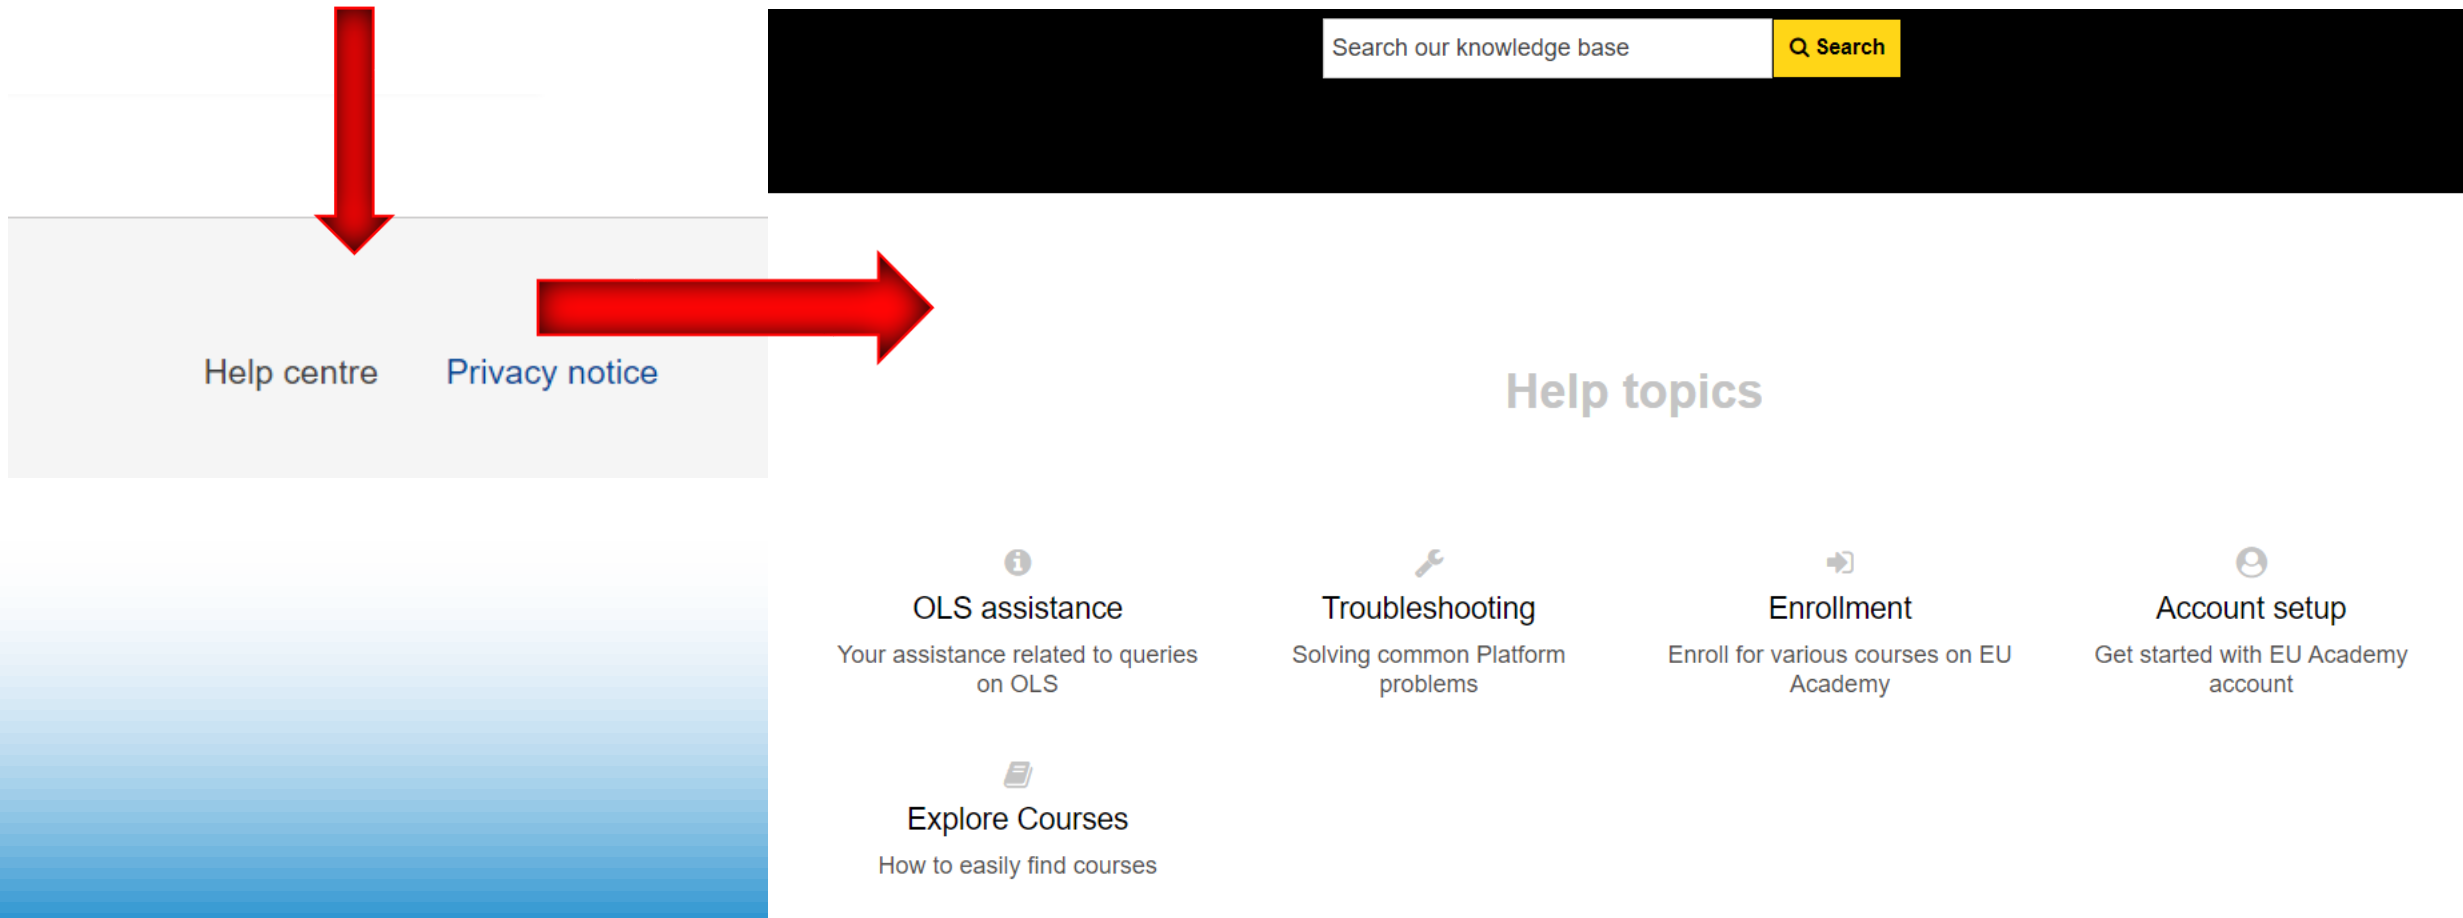 Help centre
Privacy notice
Search our knowledge base
Search
Help topics
OLS assistance
Your assistance related to queries
on OLS
Troubleshooting
Solving common Platform
problems
Enrollment
Enroll for various courses on EU
Academy
Account setup
Get started with EU Academy
account
Explore Courses
How to easily find courses